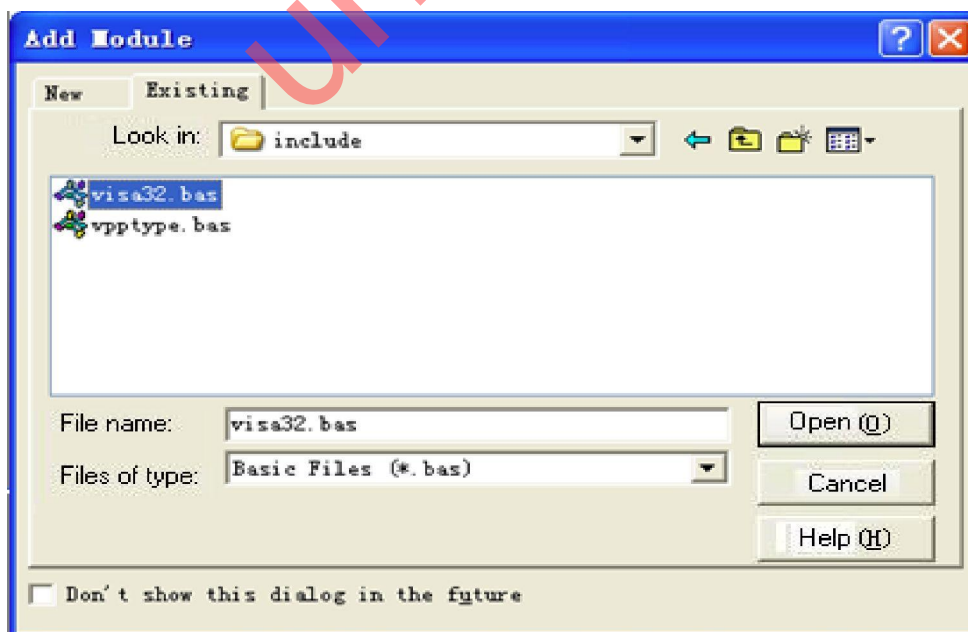 Add Module
New
Existing
Look in:
include
visa32.bas
vpptype.bas
File name:
visa32.bas
Open (O)
Files of type:
Basic Files (*.bas)
Cancel
Help (H)
Don't show this dialog in the future